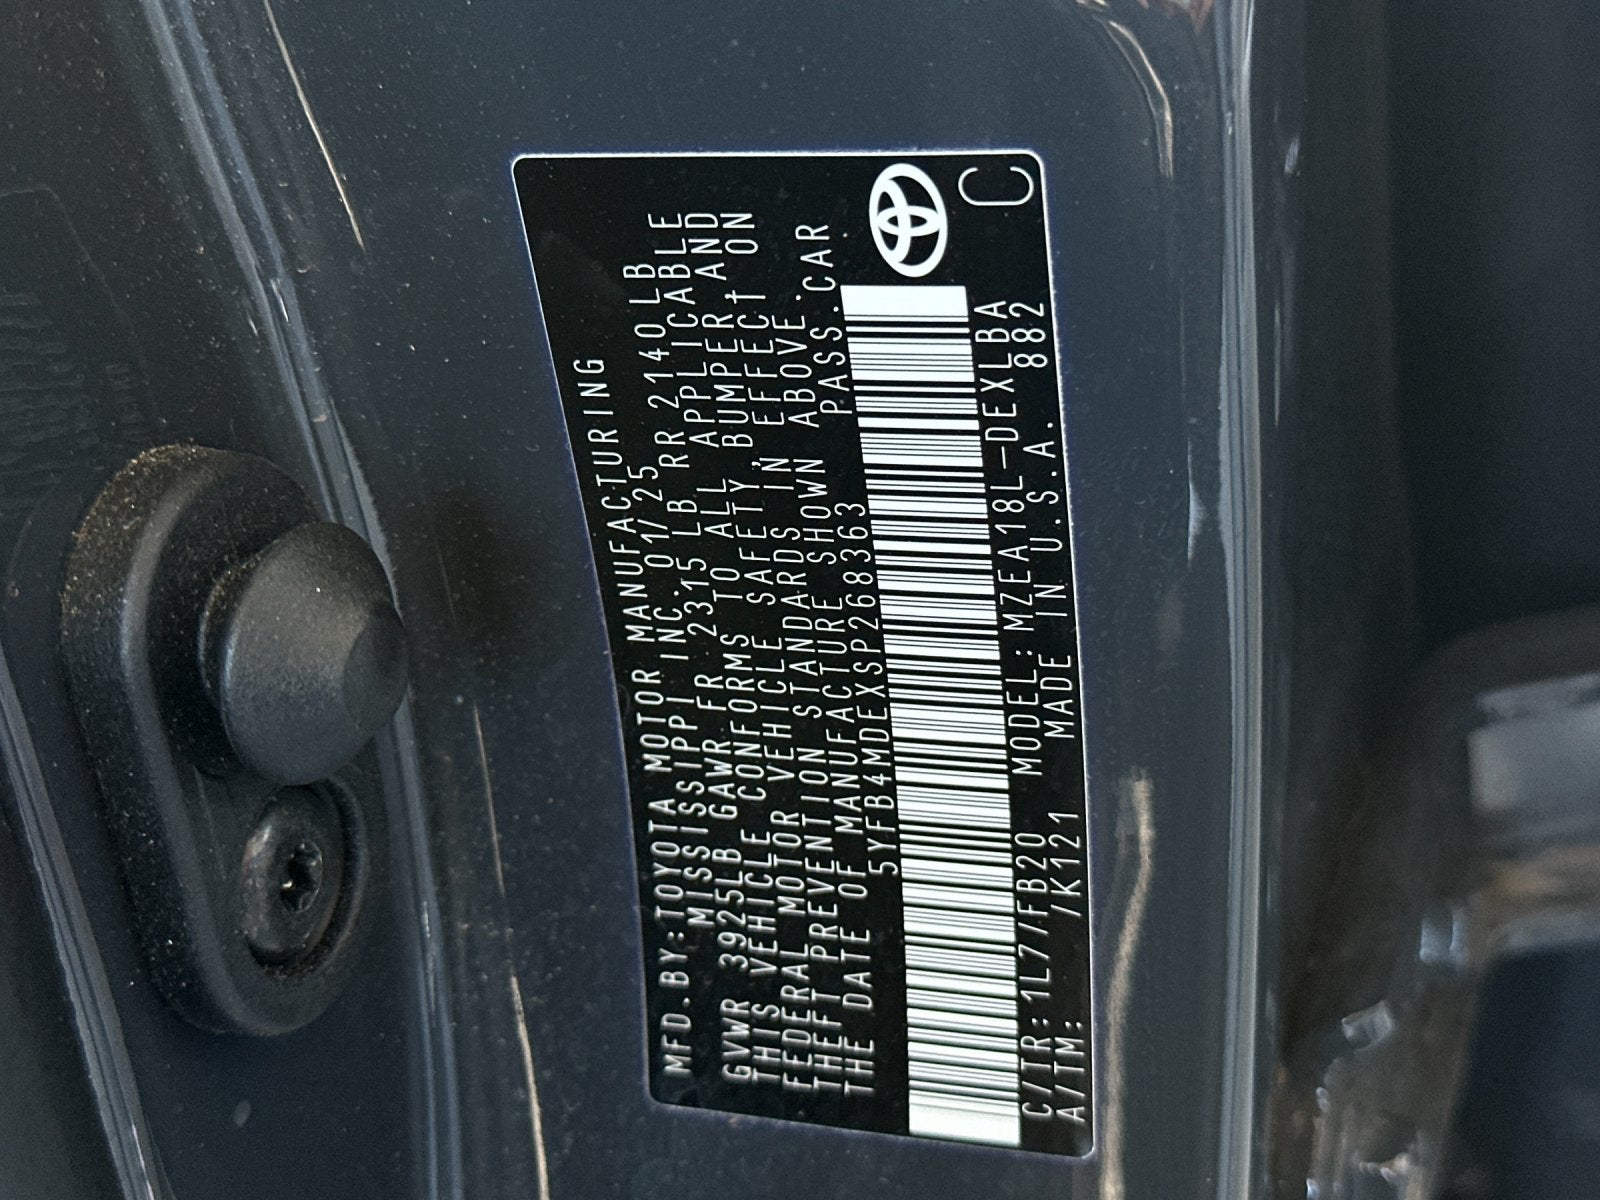 MFD.BY:TOYOTA MOTOR MANUFACTURING
MISSISSIPPI INC. 01/25
GVWR 3925LB GAWR FR 2315 LB RR 2140LB
THIS VEHICLE CONFORMS TO ALL APPLICABLE
FEDERAL MOTOR VEHICLE SAFETY, BUMPER, AND
THEFT PREVENTION STANDARDS IN EFFECT ON
THE DATE OF MANUFACTURE SHOWN ABOVE.
5YFB4MDEXSP268363 PASS. CAR
C/TR:1L7/FB20 MODEL:MZEA18L-DEXLBA
A/TM: /K121 MADE IN U.S.A. 882
C